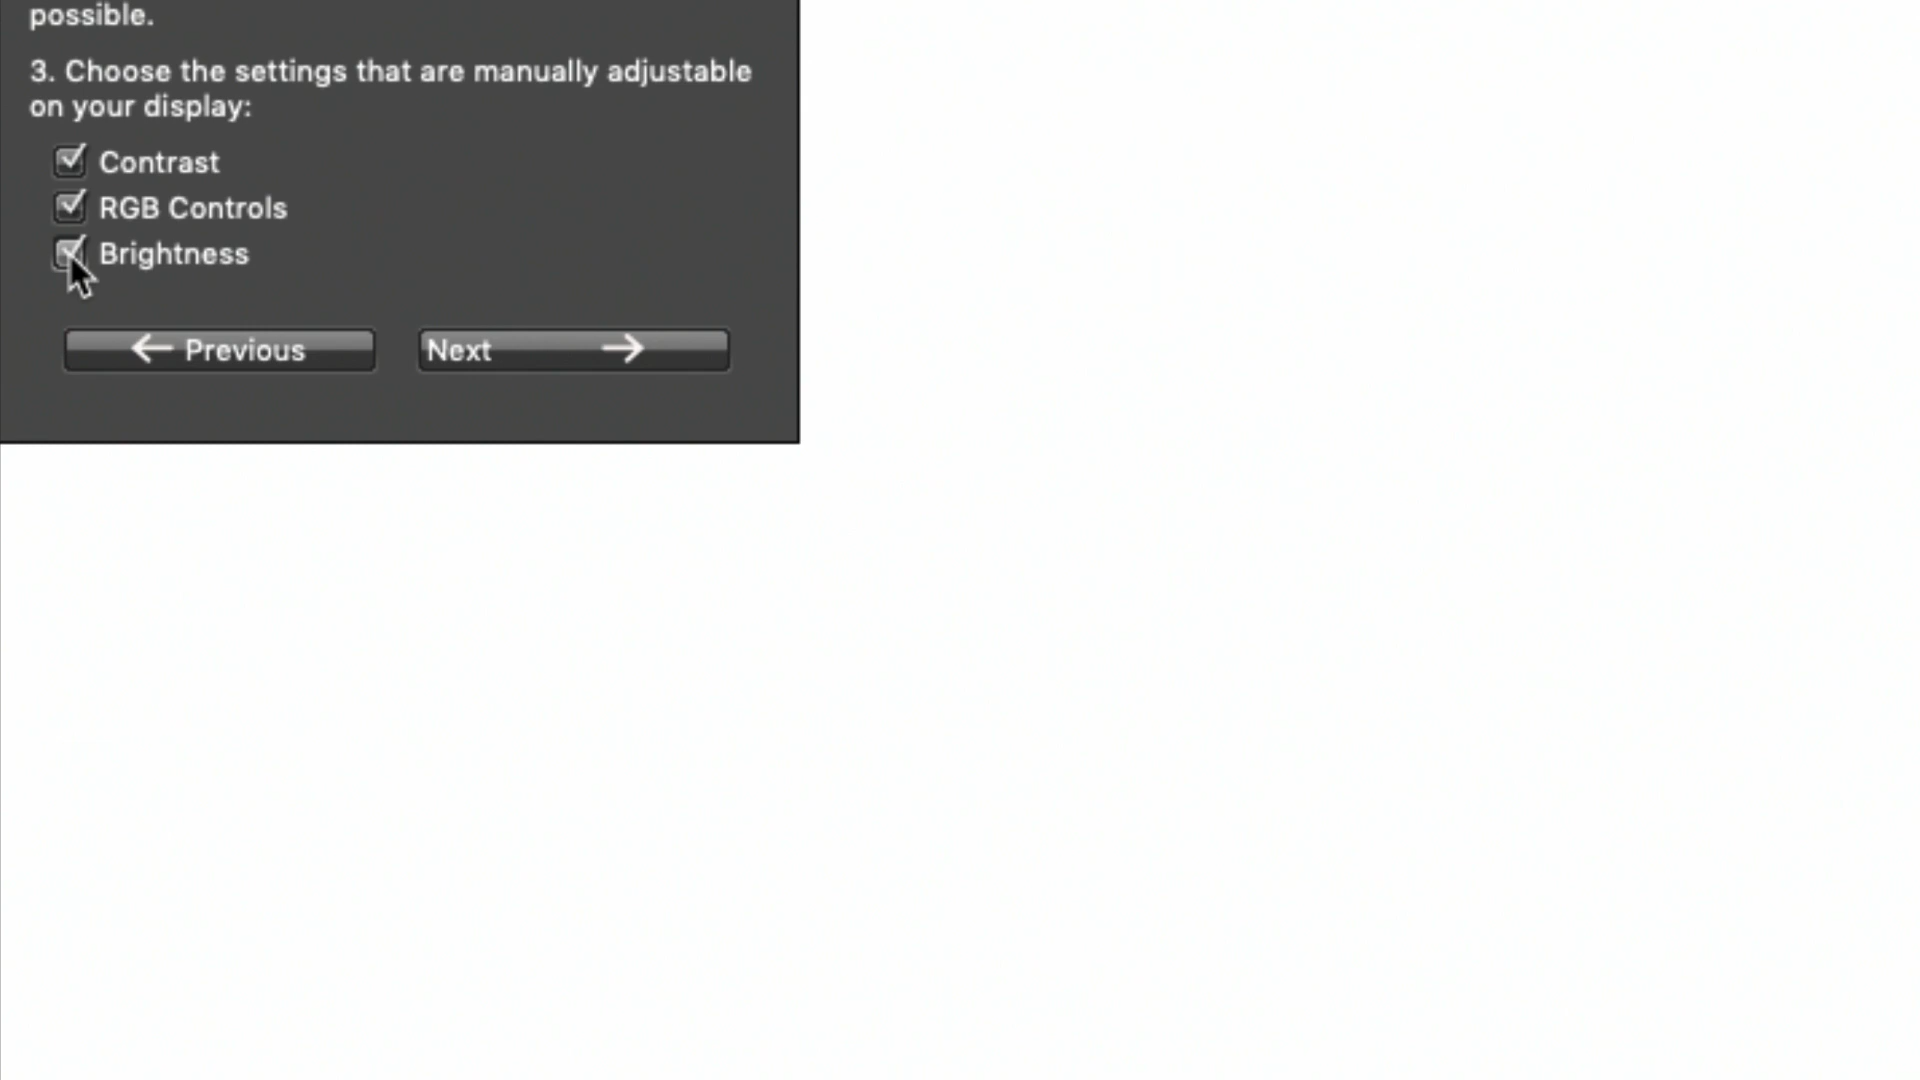 possible.
3. Choose the settings that are manually adjustable
on your display:
Contrast
RGB Controls
Brightness
Previous
Next